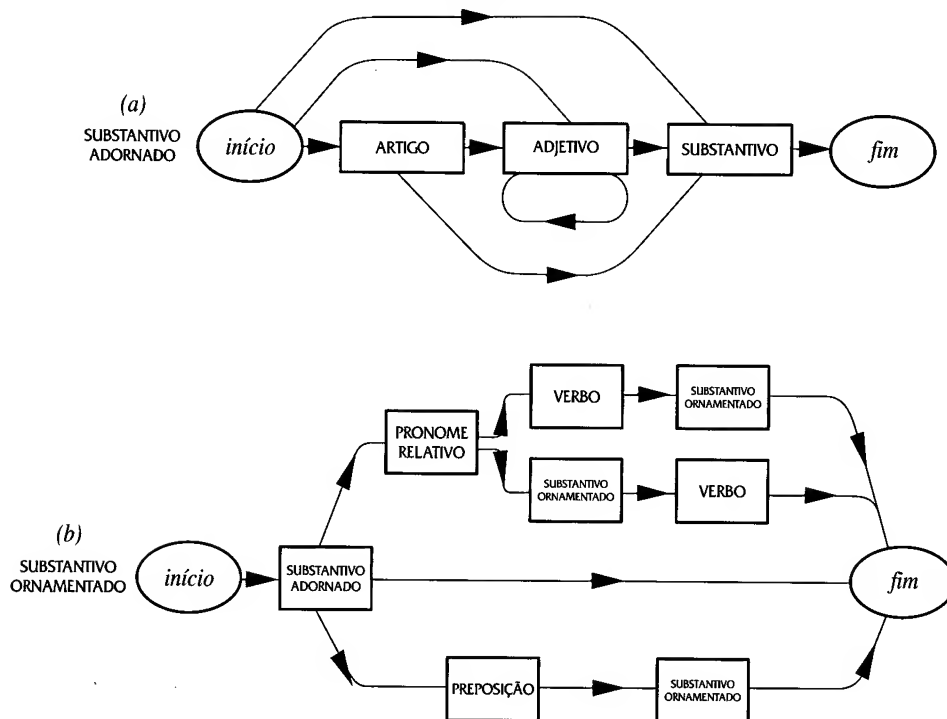 (a)
SUBSTANTIVO
ADORNADO
início
ARTIGO
ADJETIVO
SUBSTANTIVO
fim
(b)
SUBSTANTIVO
ORNAMENTADO
início
SUBSTANTIVO
ADORNADO
PRONOME
RELATIVO
VERBO
SUBSTANTIVO
ORNAMENTADO
SUBSTANTIVO
ORNAMENTADO
VERBO
fim
PREPOSIÇÃO
SUBSTANTIVO
ORNAMENTADO